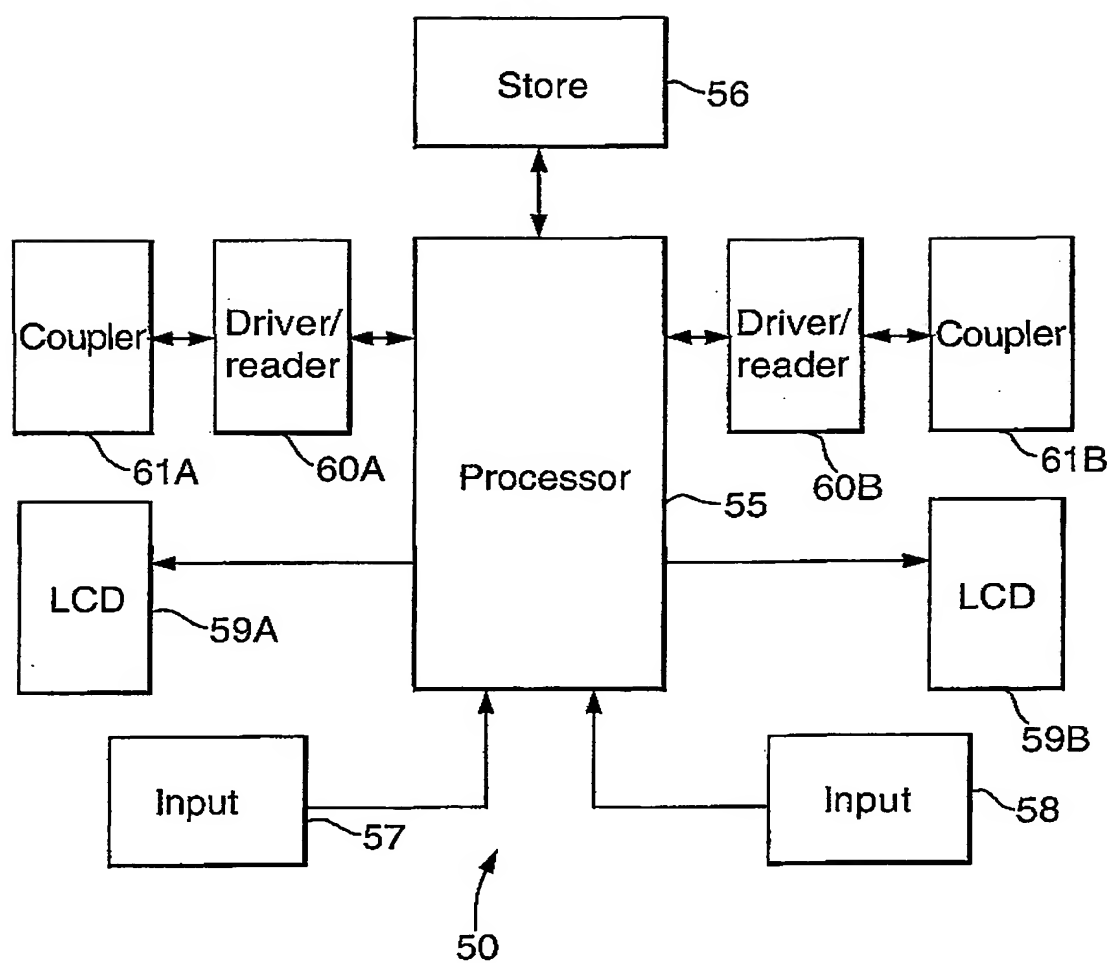 Store
56
Coupler
Driver/
reader
Driver/
reader
Coupler
61A
60A
Processor
60B
61B
55
LCD
59A
LCD
59B
Input
57
Input
58
50